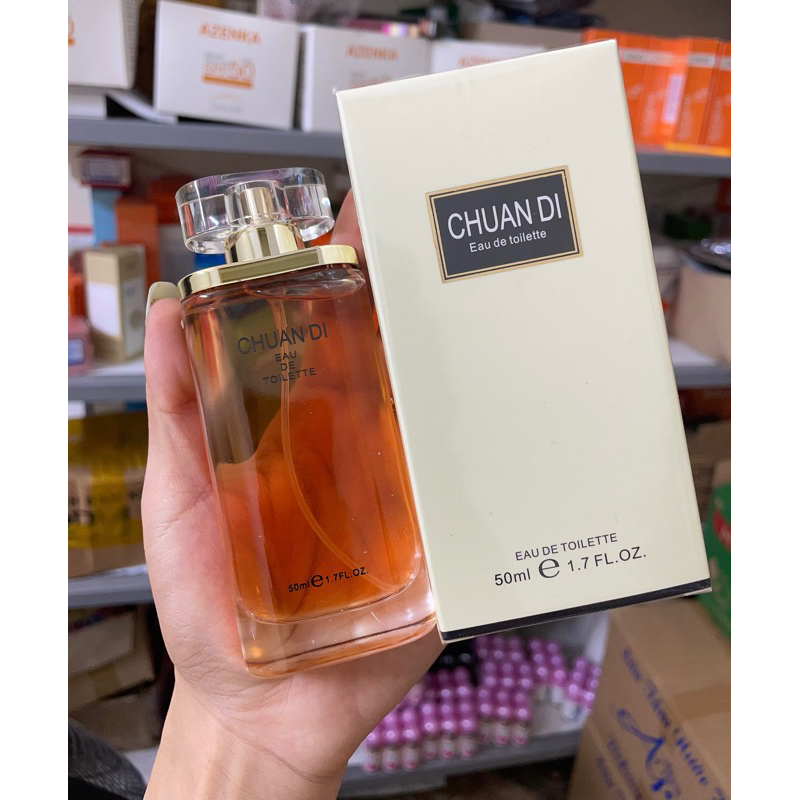 AZENKA
50
AZENKA
CHUAN DI
Eau de toilette
CHUAN DI
EAU
DE
TOILETTE
50ml e 1.7 FL.OZ.
EAU DE TOILETTE
50ml e 1.7 FL.OZ.